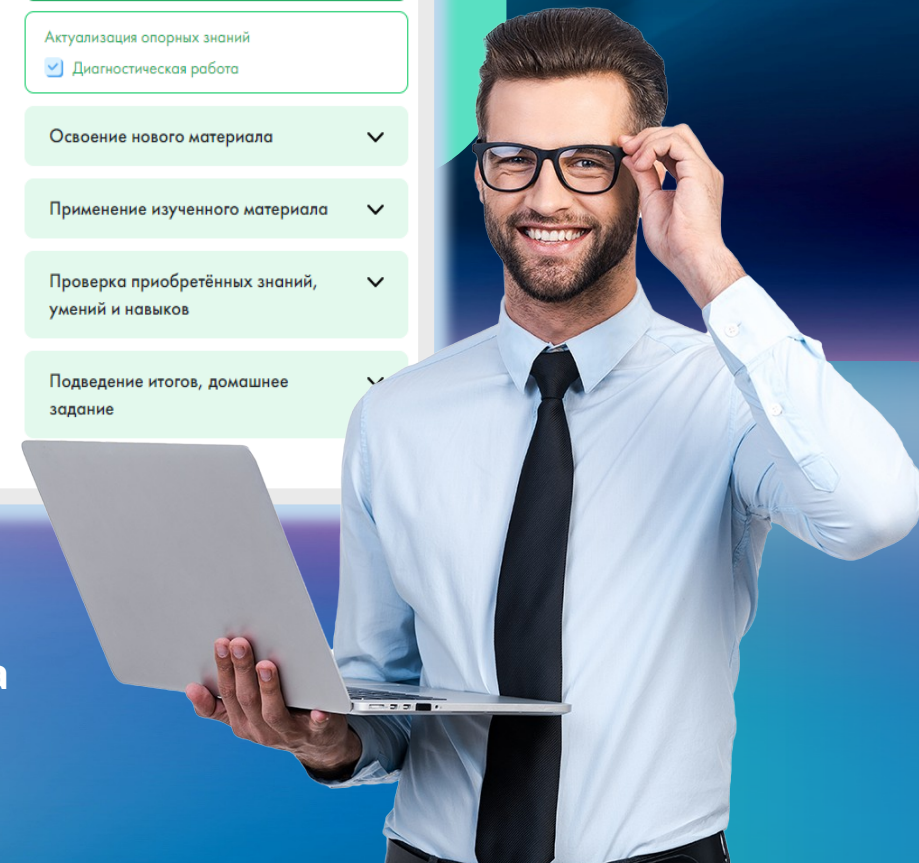 Актуализация опорных знаний
Диагностическая работа
Освоение нового материала
Применение изученного материала
Проверка приобретённых знаний,
умений и навыков
Подведение итогов, домашнее
задание
а